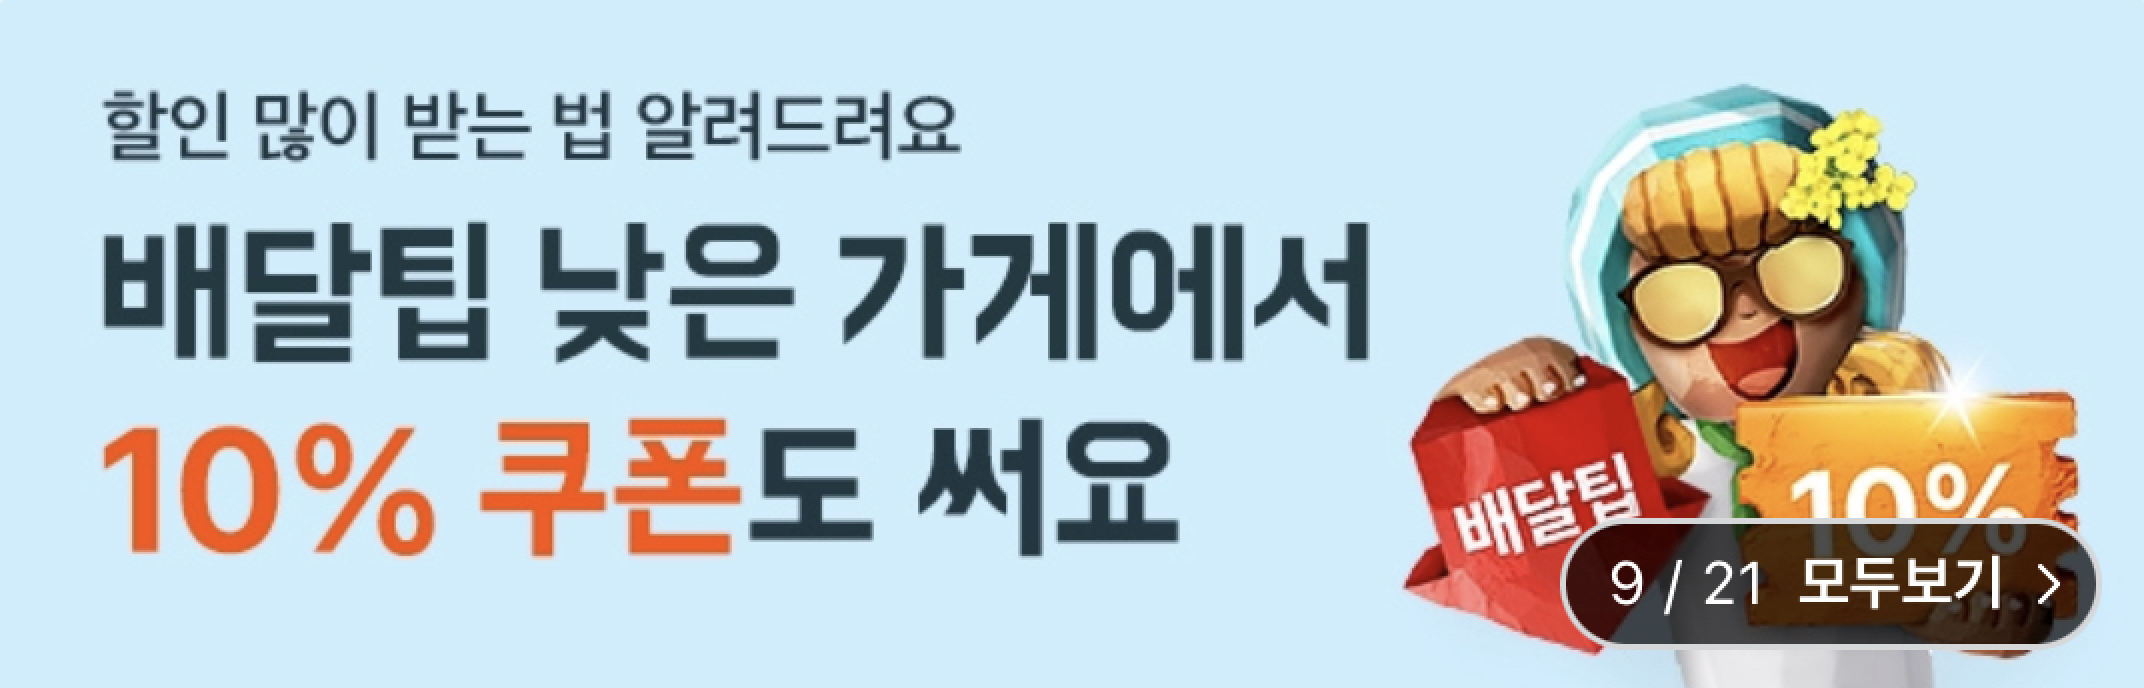 할인 많이 받는 법 알려드려요
배달팁 낮은 가게에서
10% 쿠폰도 써요
배달팁
10%
9 / 21 모두보기 >